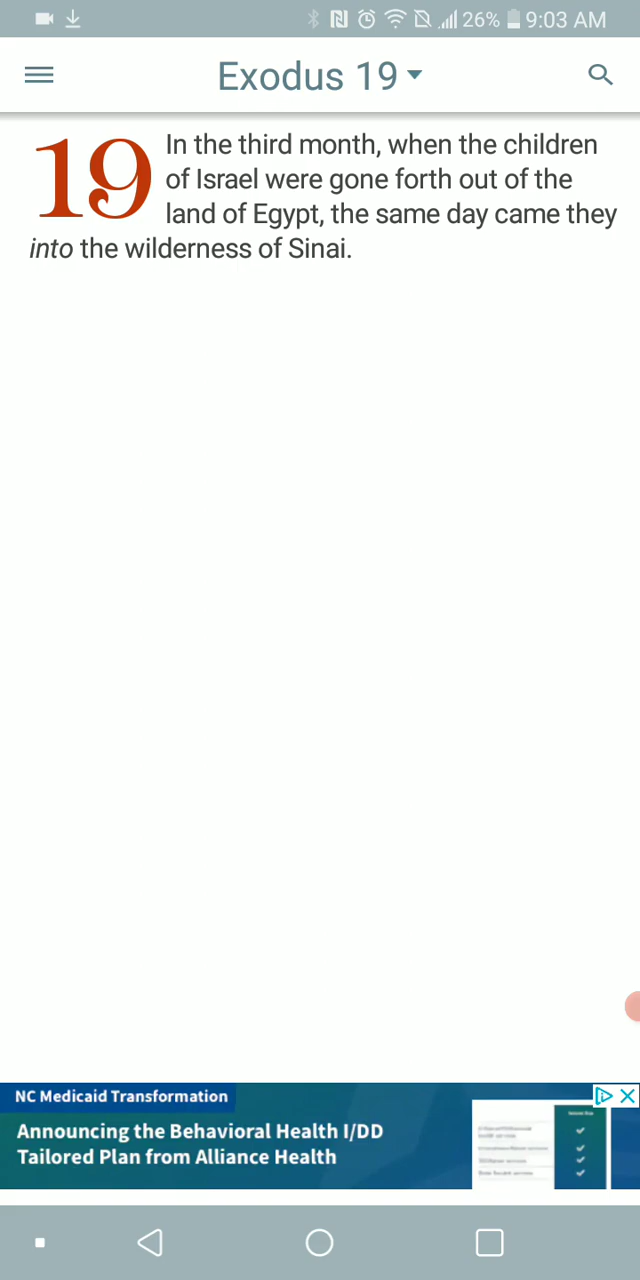 26% 9:03 AM
Exodus 19
19 In the third month, when the children
of Israel were gone forth out of the
land of Egypt, the same day came they
into the wilderness of Sinai.
NC Medicaid Transformation
Announcing the Behavioral Health I/DD
Tailored Plan from Alliance Health